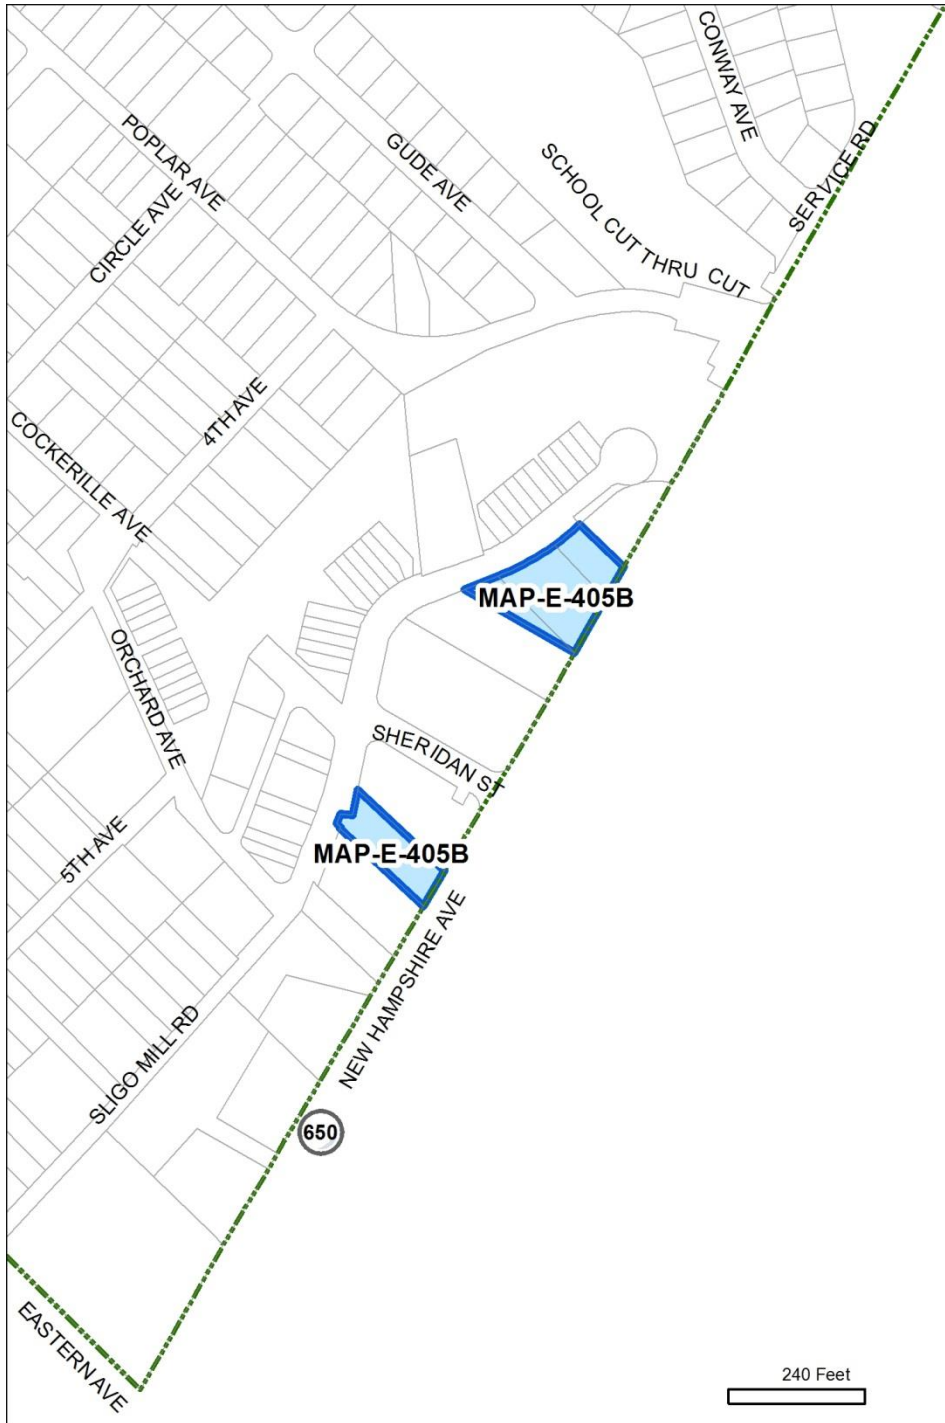 CONWAY AVE
POPLAR AVE
GUDE AVE
SCHOOL CUT THRU CUT
SERVICE RD
CIRCLE AVE
4TH AVE
COCKERILLE AVE
MAP-E-405B
ORCHARD AVE
SHERIDAN ST
5TH AVE
MAP-E-405B
NEW HAMPSHIRE AVE
SLIGO MILL RD
650
EASTERN AVE
240 Feet